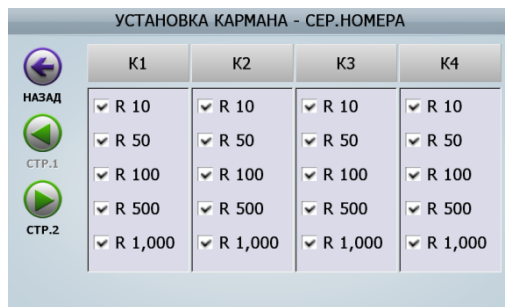 УСТАНОВКА КАРМАНА - СЕР.НОМЕРА
К1 К2 К3 К4
НАЗАД
СТР.1
СТР.2
R 10 R 10 R 10 R 10
R 50 R 50 R 50 R 50
R 100 R 100 R 100 R 100
R 500 R 500 R 500 R 500
R 1,000 R 1,000 R 1,000 R 1,000